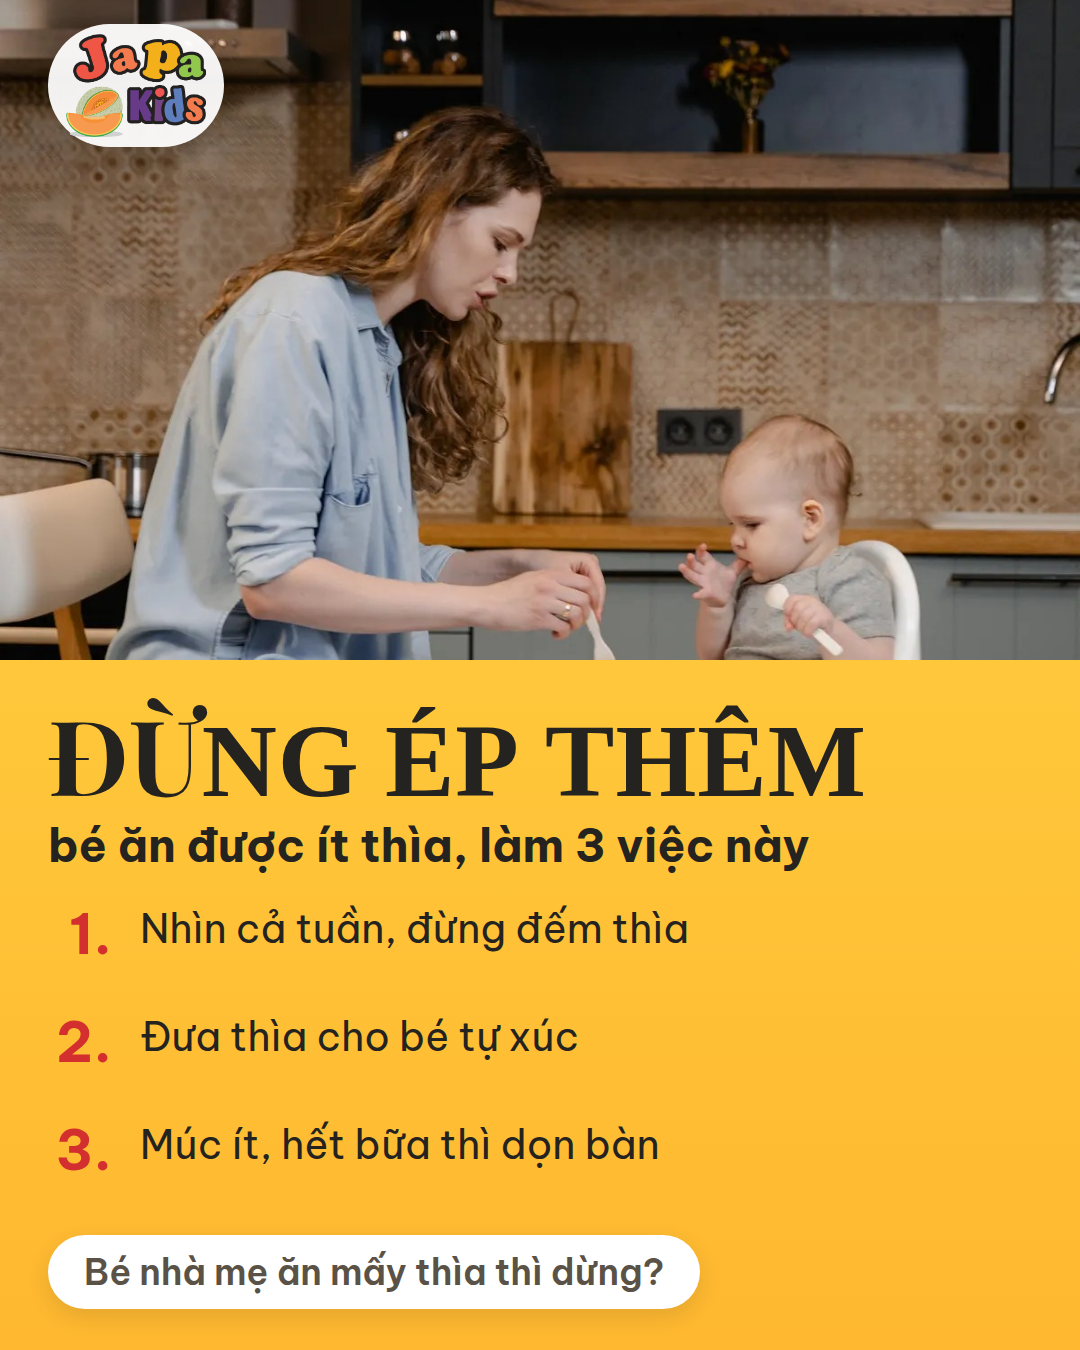 Japa
Kids
ĐỪNG ÉP THÊM
bé ăn được ít thìa, làm 3 việc này
1. Nhìn cả tuần, đừng đếm thìa
2. Đưa thìa cho bé tự xúc
3. Múc ít, hết bữa thì dọn bàn
Bé nhà mẹ ăn mấy thìa thì dừng?